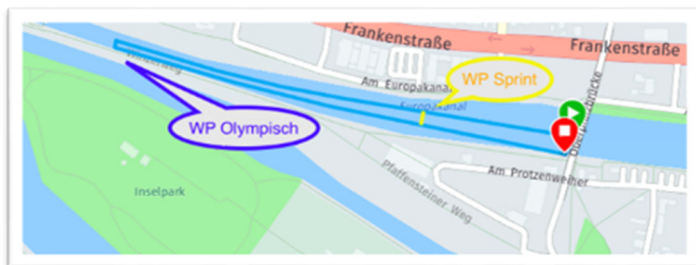 Frankenstraße
Frankenstraße
Am Europakanal
WP Sprint
Europakanal
WP Olympisch
Am Protzenweiher
Pfaffensteiner Weg
Inselpark